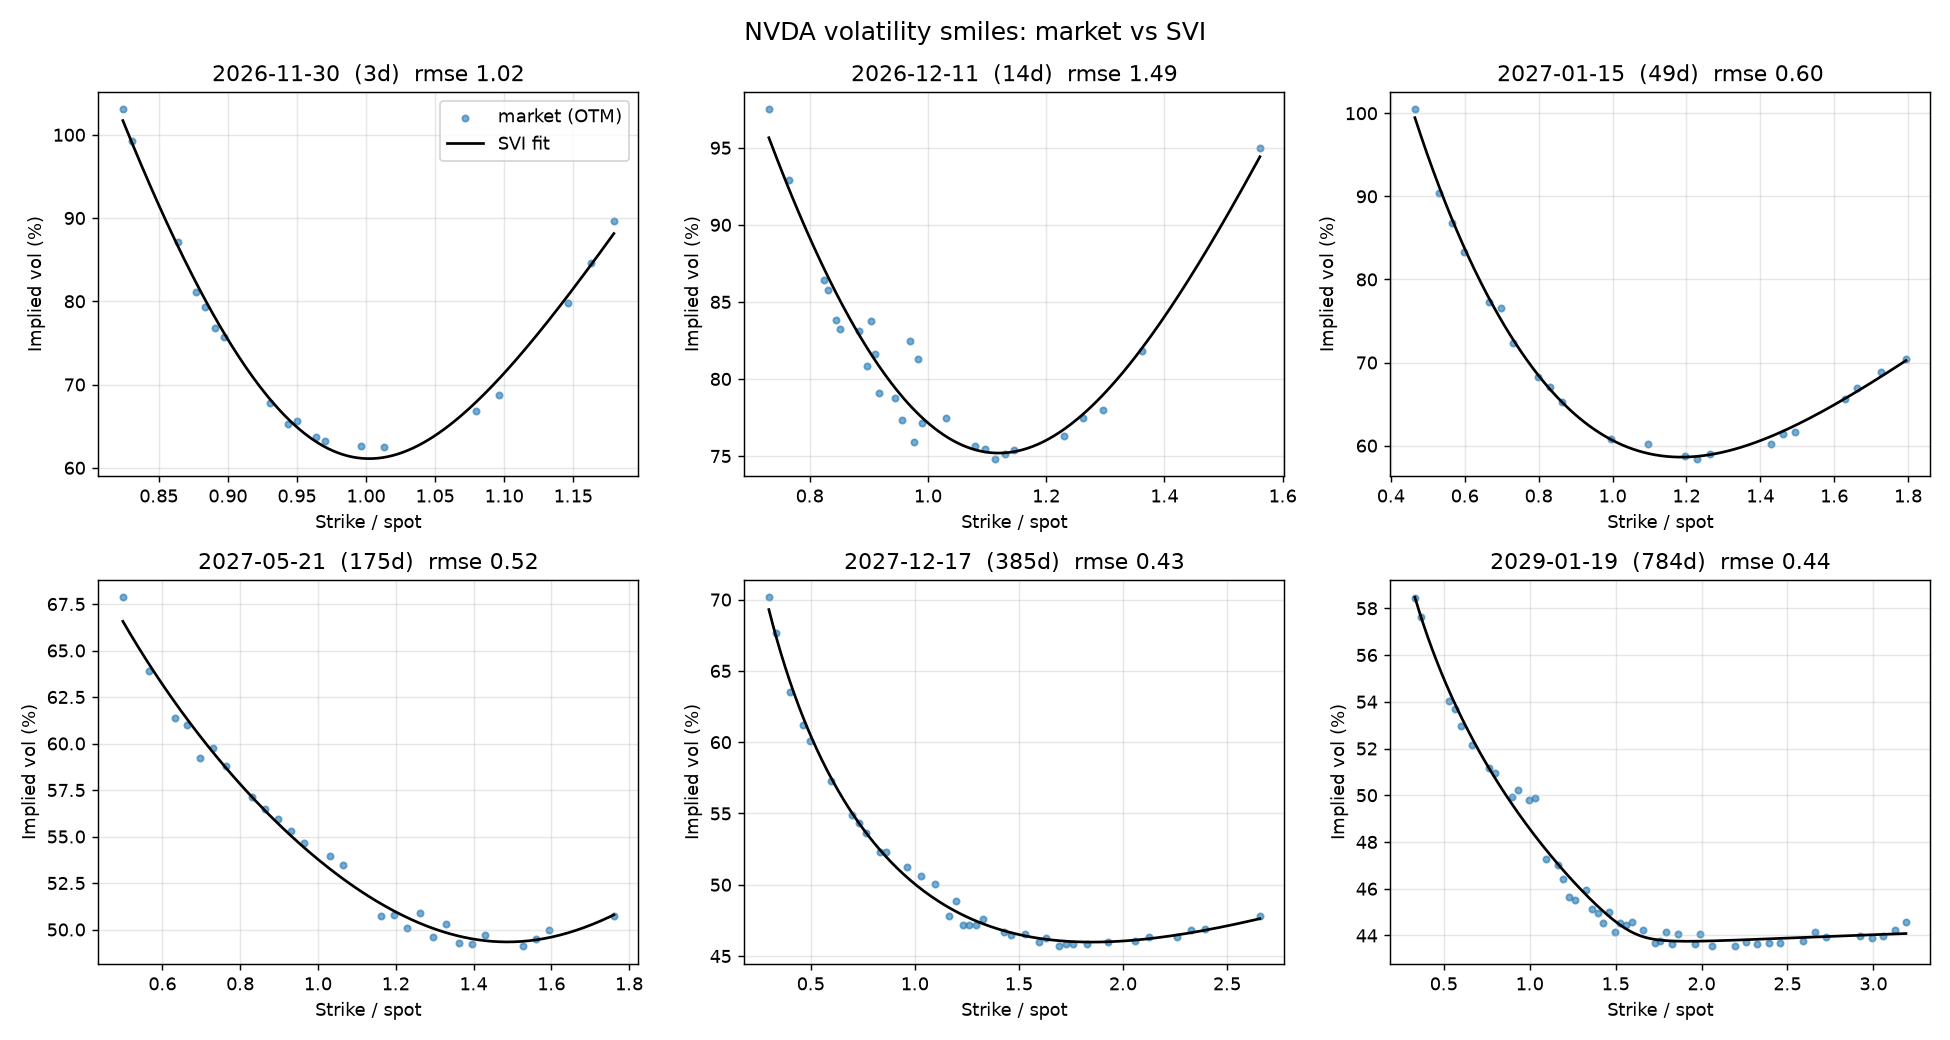 NVDA volatility smiles: market vs SVI
2026-11-30  (3d)  rmse 1.02
100
90
80
70
60
Implied vol (%)
market (OTM)
SVI fit
0.85 0.90 0.95 1.00 1.05 1.10 1.15
Strike / spot
2026-12-11  (14d)  rmse 1.49
95
90
85
80
75
Implied vol (%)
0.8 1.0 1.2 1.4 1.6
Strike / spot
2027-01-15  (49d)  rmse 0.60
100
90
80
70
60
Implied vol (%)
0.4 0.6 0.8 1.0 1.2 1.4 1.6 1.8
Strike / spot
2027-05-21  (175d)  rmse 0.52
67.5
65.0
62.5
60.0
57.5
55.0
52.5
50.0
Implied vol (%)
0.6 0.8 1.0 1.2 1.4 1.6 1.8
Strike / spot
2027-12-17  (385d)  rmse 0.43
70
65
60
55
50
45
Implied vol (%)
0.5 1.0 1.5 2.0 2.5
Strike / spot
2029-01-19  (784d)  rmse 0.44
58
56
54
52
50
48
46
44
Implied vol (%)
0.5 1.0 1.5 2.0 2.5 3.0
Strike / spot